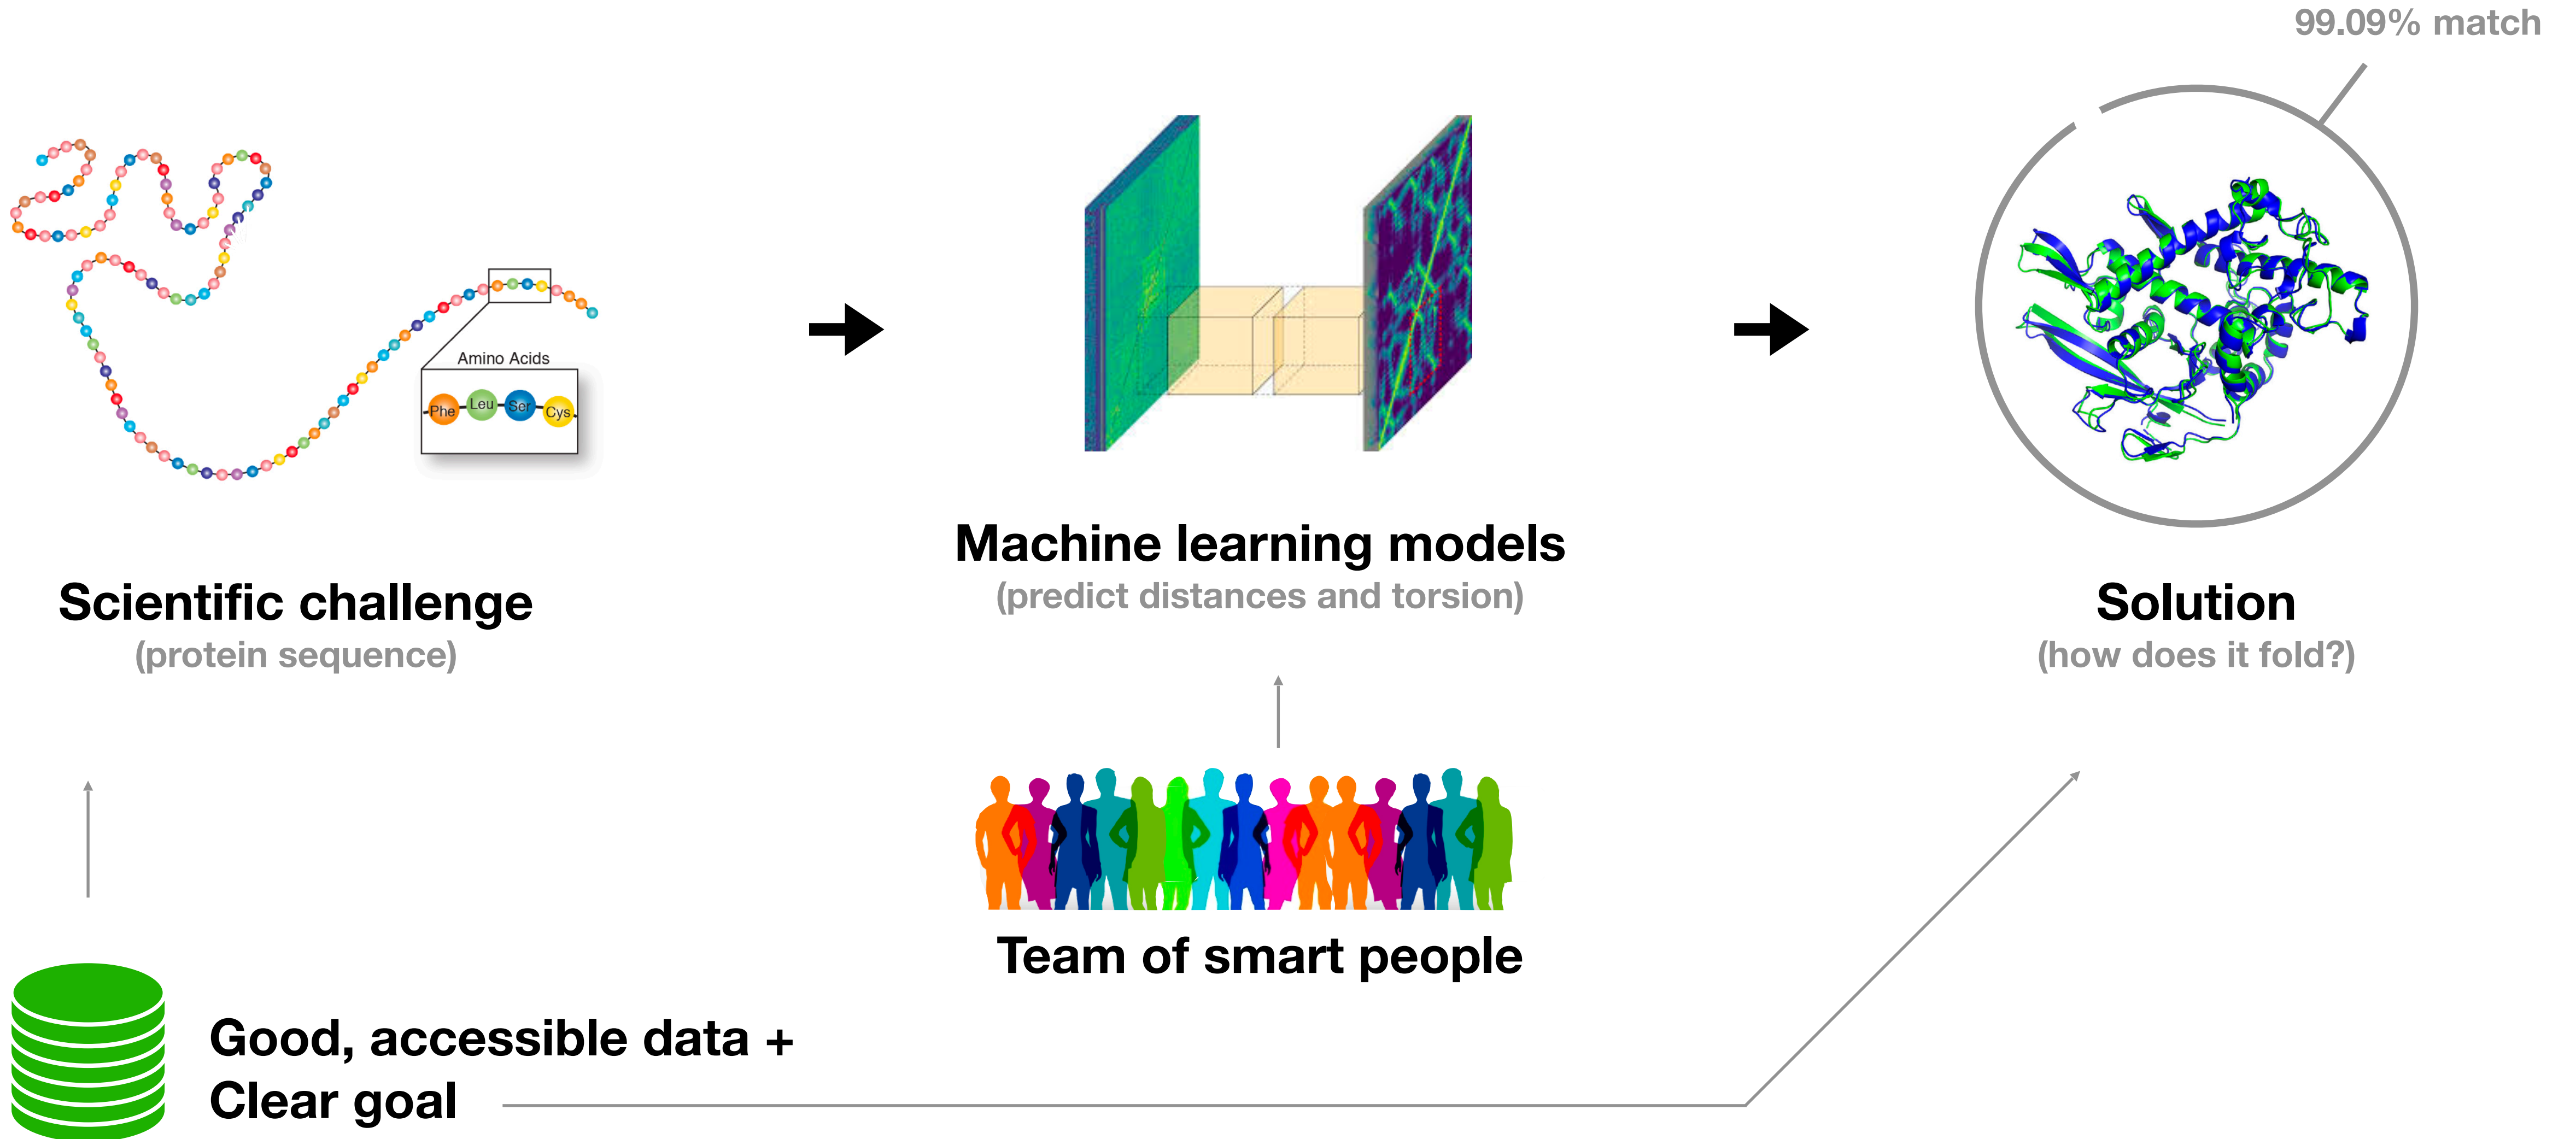 99.09% match
Amino Acids
Phe
Leu
Ser
Cys
Scientific challenge
(protein sequence)
Machine learning models
(predict distances and torsion)
Solution
(how does it fold?)
Team of smart people
Good, accessible data +
Clear goal